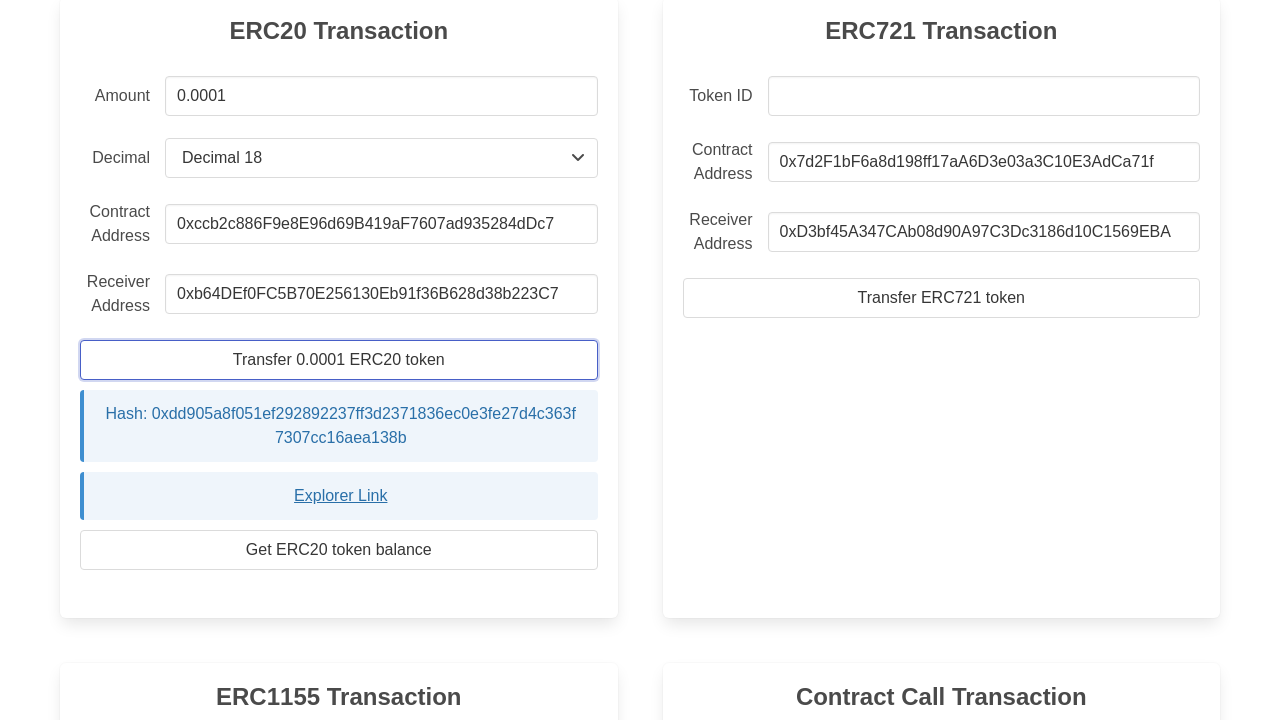 ERC20 Transaction
Amount
0.0001
Decimal
Decimal 18
Contract
Address
0xccb2c886F9e8E96d69B419aF7607ad935284dDc7
Receiver
Address
0xb64DEf0FC5B70E256130Eb91f36B628d38b223C7
Transfer 0.0001 ERC20 token
Hash: 0xdd905a8f051ef292892237ff3d2371836ec0e3fe27d4c363f
7307cc16aea138b
Explorer Link
Get ERC20 token balance
ERC721 Transaction
Token ID
Contract
Address
0x7d2F1bF6a8d198ff17aA6D3e03a3C10E3AdCa71f
Receiver
Address
0xD3bf45A347CAb08d90A97C3Dc3186d10C1569EBA
Transfer ERC721 token
ERC1155 Transaction
Contract Call Transaction